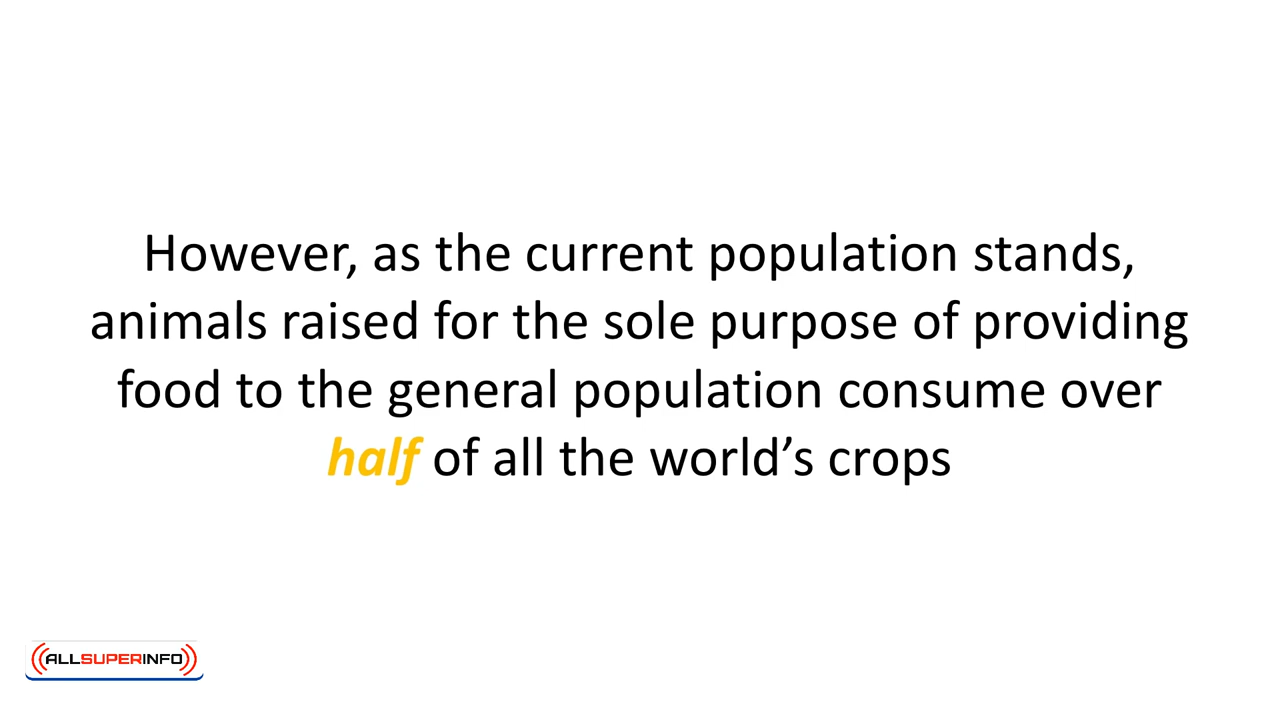 However, as the current population stands,
animals raised for the sole purpose of providing
food to the general population consume over
half of all the world’s crops
ALLSUPERINFO